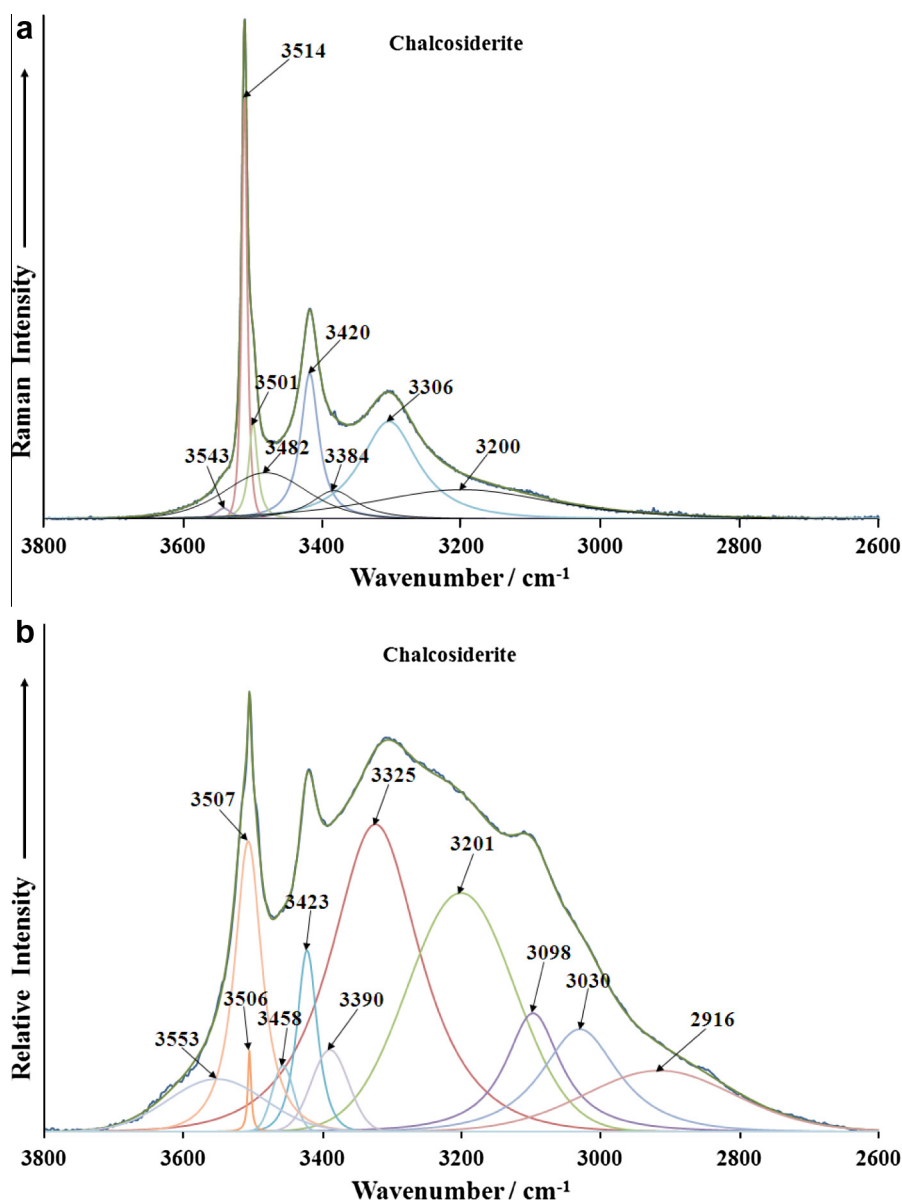 a
Chalcosiderite
3514
3420
3501
3306
3482
3384
3543
3200
Raman Intensity
3800 3600 3400 3200 3000 2800 2600
Wavenumber / cm-1
b
Chalcosiderite
3325
3507
3201
3423
3098
3506
3030
3390
3458
2916
3553
Relative Intensity
3800 3600 3400 3200 3000 2800 2600
Wavenumber / cm-1